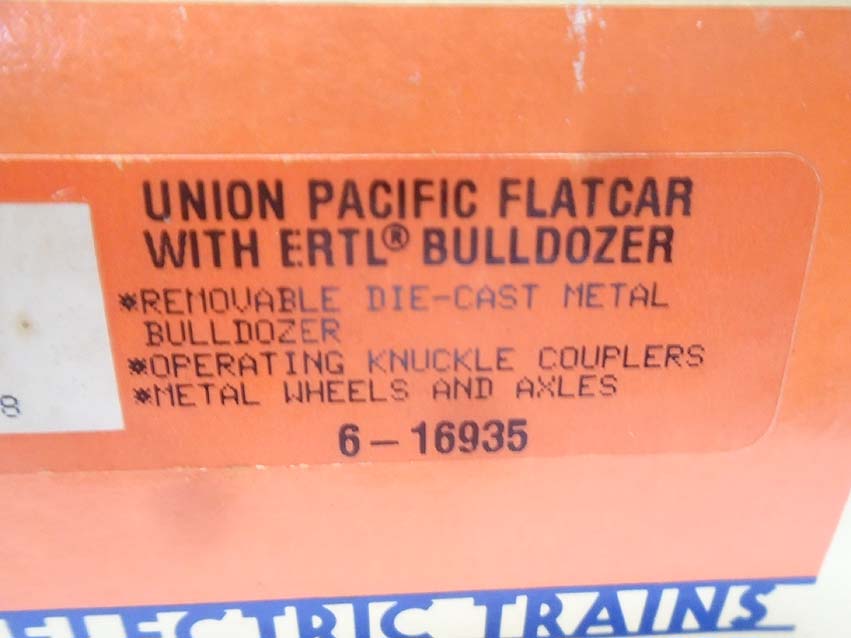 UNION PACIFIC FLATCAR
WITH ERTL® BULLDOZER
*REMOVABLE DIE-CAST METAL
BULLDOZER
*OPERATING KNUCKLE COUPLERS
*METAL WHEELS AND AXLES
8
6-16935
ELECTRIC TRAINS